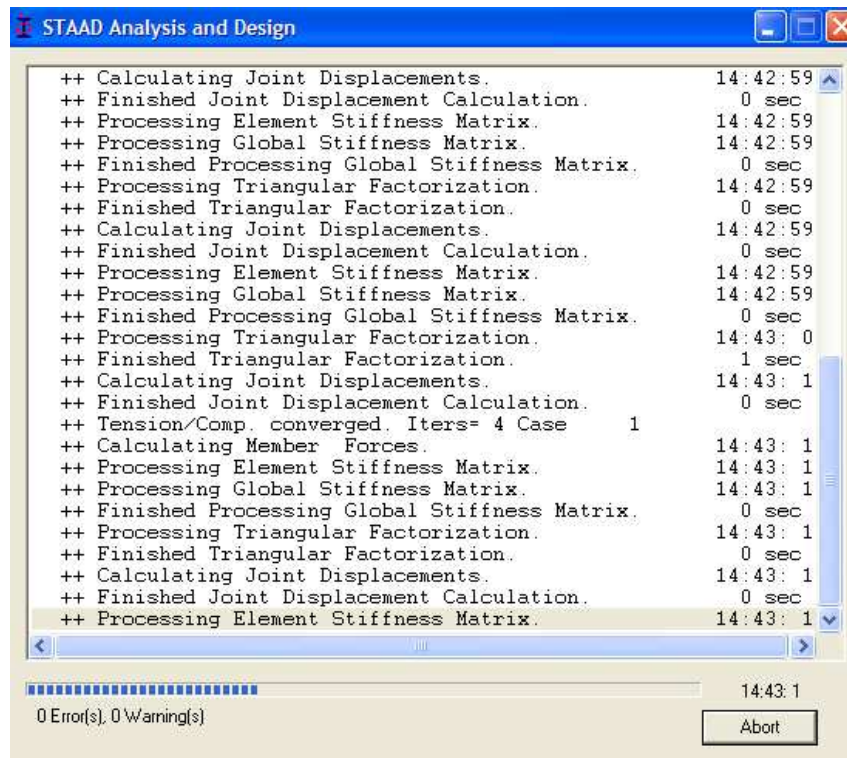 STAAD Analysis and Design
++ Calculating Joint Displacements. 14:42:59
++ Finished Joint Displacement Calculation. 0 sec
++ Processing Element Stiffness Matrix. 14:42:59
++ Processing Global Stiffness Matrix. 14:42:59
++ Finished Processing Global Stiffness Matrix. 0 sec
++ Processing Triangular Factorization. 14:42:59
++ Finished Triangular Factorization. 0 sec
++ Calculating Joint Displacements. 14:42:59
++ Finished Joint Displacement Calculation. 0 sec
++ Processing Element Stiffness Matrix. 14:42:59
++ Processing Global Stiffness Matrix. 14:42:59
++ Finished Processing Global Stiffness Matrix. 0 sec
++ Processing Triangular Factorization. 14:43: 0
++ Finished Triangular Factorization. 1 sec
++ Calculating Joint Displacements. 14:43: 1
++ Finished Joint Displacement Calculation. 0 sec
++ Tension/Comp. converged. Iters= 4 Case 1
++ Calculating Member Forces. 14:43: 1
++ Processing Element Stiffness Matrix. 14:43: 1
++ Processing Global Stiffness Matrix. 14:43: 1
++ Finished Processing Global Stiffness Matrix. 0 sec
++ Processing Triangular Factorization. 14:43: 1
++ Finished Triangular Factorization. 0 sec
++ Calculating Joint Displacements. 14:43: 1
++ Finished Joint Displacement Calculation. 0 sec
++ Processing Element Stiffness Matrix. 14:43: 1
14:43: 1
0 Error(s), 0 Warning(s)
Abort